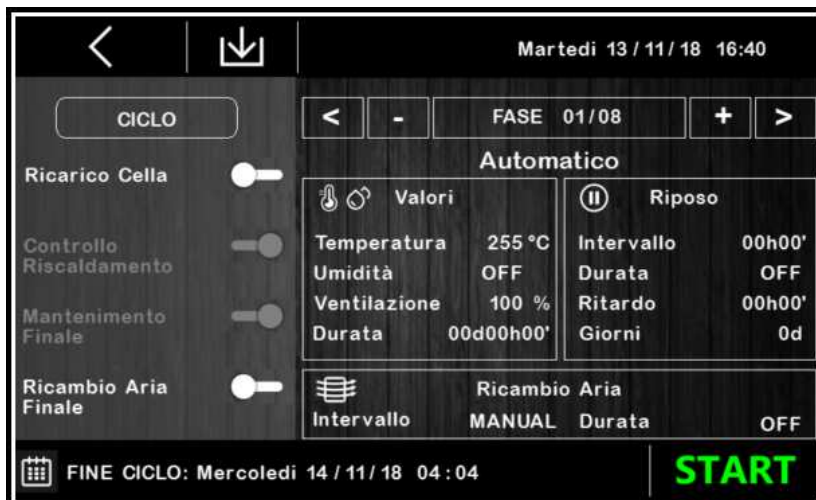 Martedi 13 / 11 / 18 16:40
CICLO
Ricarico Cella
Controllo
Riscaldamento
Mantenimento
Finale
Ricambio Aria
Finale
< - FASE 01/08 + >
Automatico
Valori
Temperatura 255 °C
Umidità OFF
Ventilazione 100 %
Durata 00d00h00'
Riposo
Intervallo 00h00'
Durata OFF
Ritardo 00h00'
Giorni 0d
Ricambio Aria
Intervallo MANUAL Durata OFF
FINE CICLO: Mercoledi 14 / 11 / 18 04 : 04
START